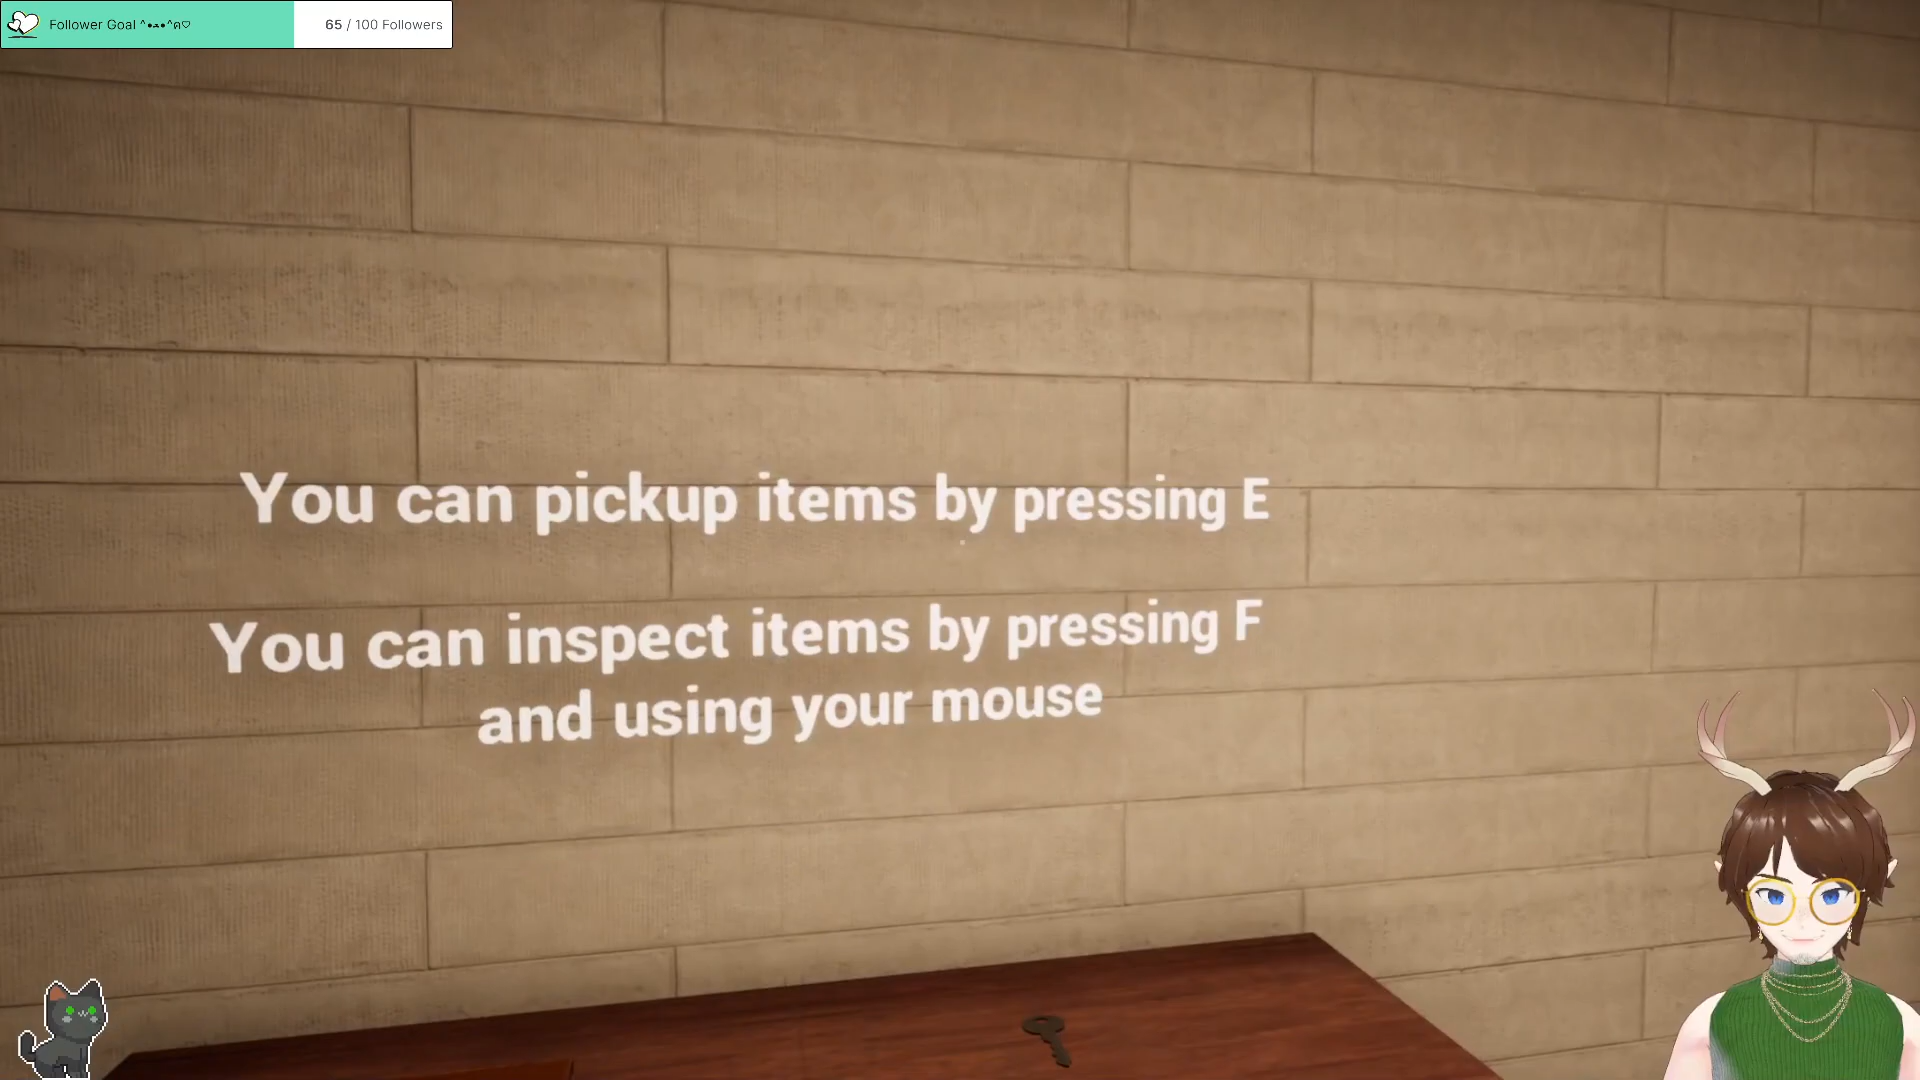 Follower Goal ^•ﻌ•^ฅ♡
65 / 100 Followers
You can pickup items by pressing E
You can inspect items by pressing F
and using your mouse